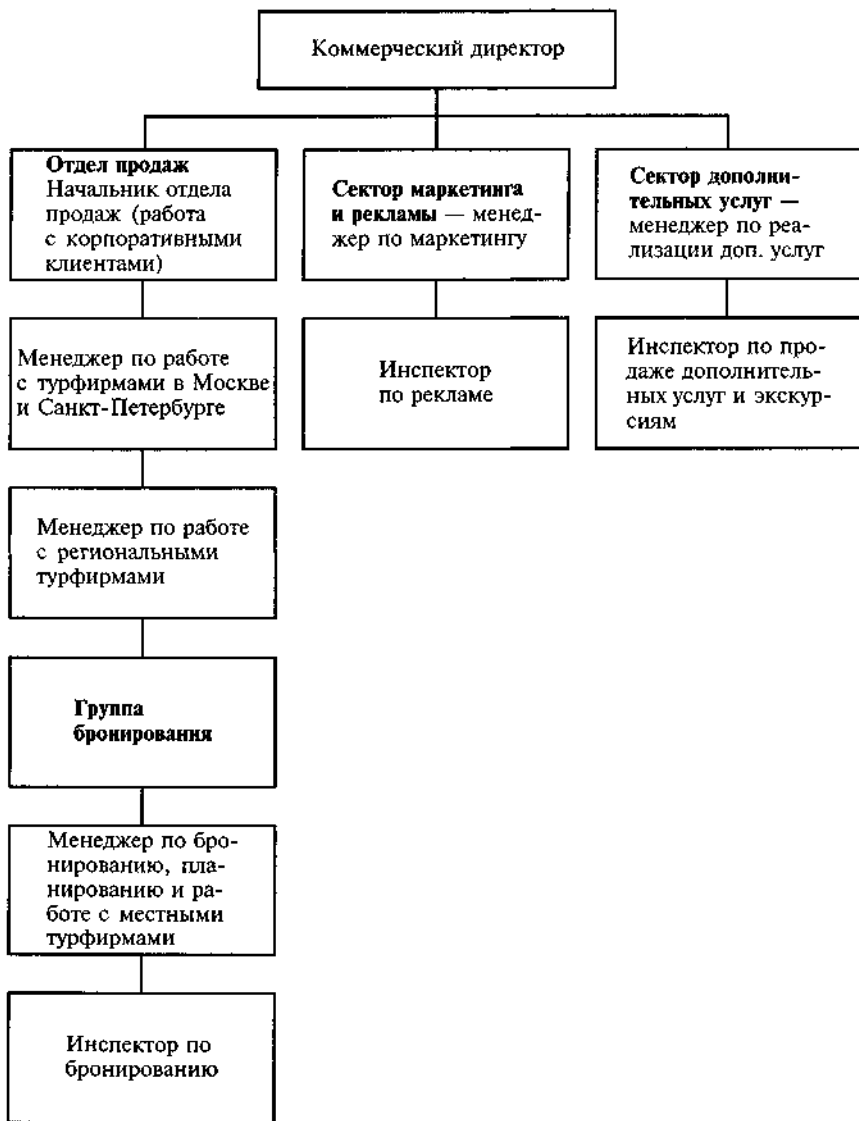 Коммерческий директор
Отдел продаж
Начальник отдела
продаж (работа
с корпоративными
клиентами)
Сектор маркетинга
и рекламы — менед-
жер по маркетингу
Сектор дополни-
тельных услуг —
менеджер по реа-
лизации доп. услуг
Менеджер по работе
с турфирмами в Москве
и Санкт-Петербурге
Инспектор
по рекламе
Инспектор по про-
даже дополнитель-
ных услуг и экскур-
сиям
Менеджер по работе
с региональными
турфирмами
Группа
бронирования
Менеджер по бро-
нированию, пла-
нированию и ра-
боте с местными
турфирмами
Инспектор по
бронированию